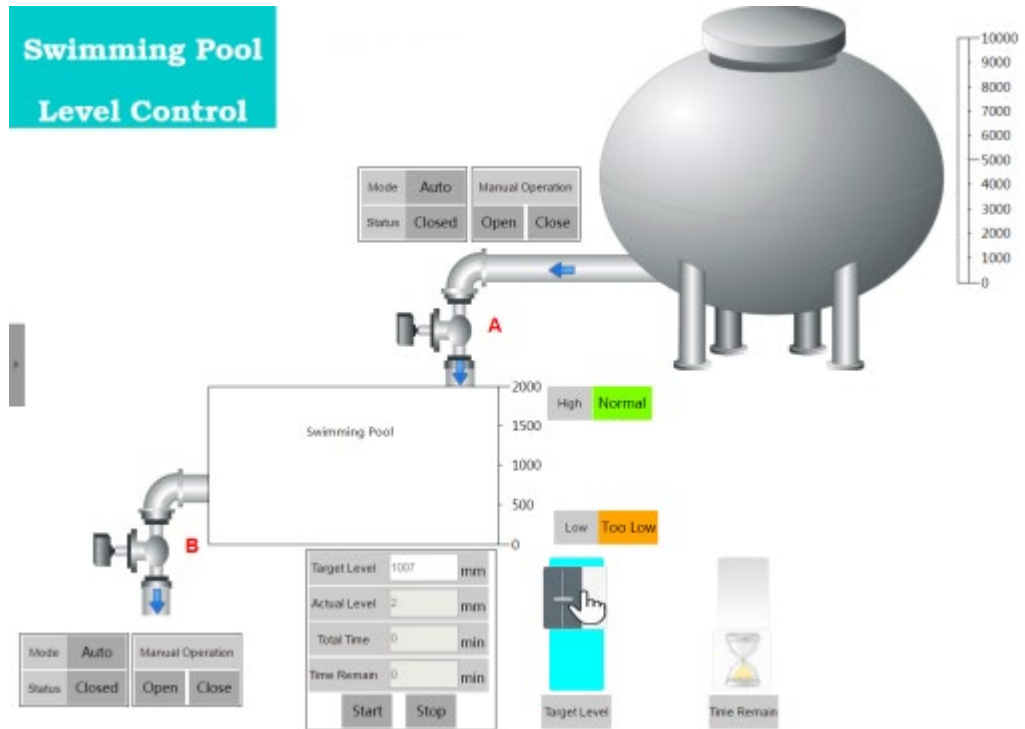 Swimming Pool
Level Control
10000
9000
8000
7000
6000
5000
4000
3000
2000
1000
0
Mode Auto Manual Operation
Status Closed Open Close
A
2000
1500
1000
500
0
High Normal
Swimming Pool
Low Too Low
B
Target Level 1007 mm
Actual Level 2 mm
Total Time 0 min
Time Remain 0 min
Start Stop
Mode Auto Manual Operation
Status Closed Open Close
Target Level
Time Remain